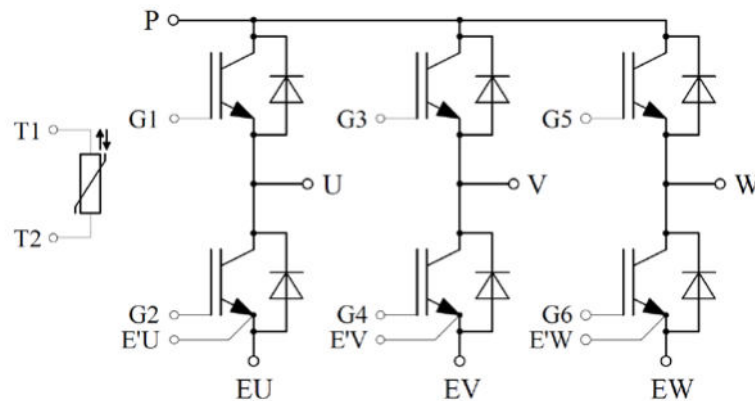 P
G1 G3 G5
T1
U V W
T2
G2 G4 G6
E'U E'V E'W
EU EV EW